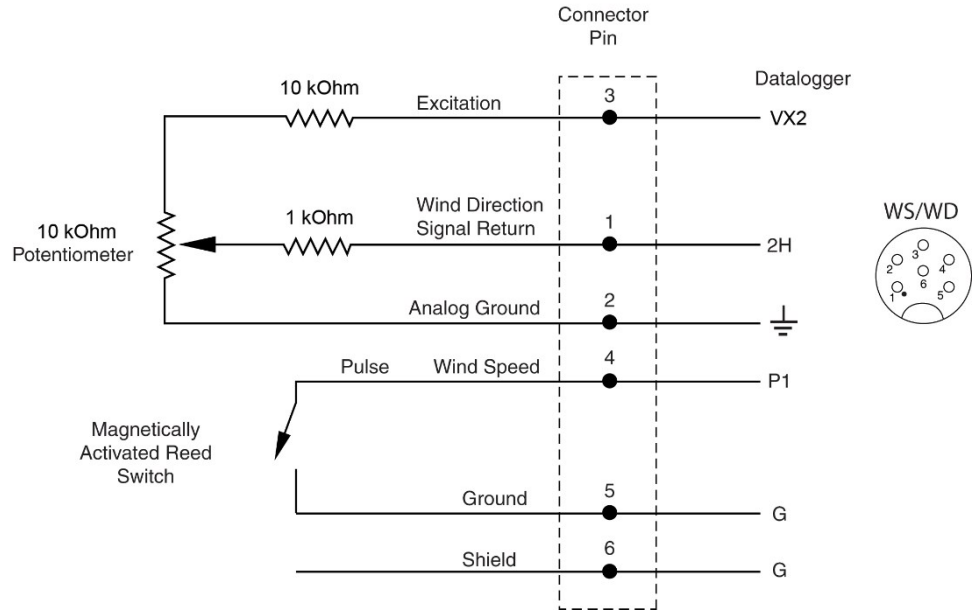 Connector
Pin
Datalogger
10 kOhm
Excitation
3
VX2
10 kOhm
Potentiometer
1 kOhm
Wind Direction
Signal Return
1
2H
Analog Ground
2
Pulse
Wind Speed
4
P1
Magnetically
Activated Reed
Switch
Ground
5
G
Shield
6
G
WS/WD
3
2
4
6
1
5